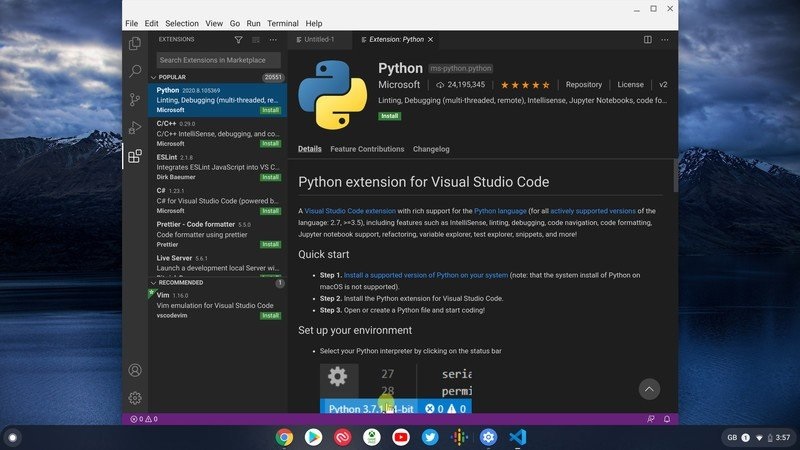 File Edit Selection View Go Run Terminal Help
EXTENSIONS
Search Extensions in Marketplace
POPULAR 20551
Python 2020.8.105369
Linting, Debugging (multi-threaded, re...
Microsoft Install
C/C++ 0.29.0
C/C++ IntelliSense, debugging, and co...
Microsoft Install
ESLint 2.1.8
Integrates ESLint JavaScript into VS C...
Dirk Baeumer Install
C# 1.23.1
C# for Visual Studio Code (powered b...
Microsoft Install
Prettier - Code formatter 5.5.0
Code formatter using prettier
Prettier Install
Live Server 5.6.1
Launch a development local Server wi...
RECOMMENDED 1
Vim 1.16.0
Vim emulation for Visual Studio Code
vscodevim Install
Untitled-1 Extension: Python
Python ms-python.python
Microsoft 24,195,345 Repository License v2
Linting, Debugging (multi-threaded, remote), Intellisense, Jupyter Notebooks, code fo...
Install
Details Feature Contributions Changelog
Python extension for Visual Studio Code
A Visual Studio Code extension with rich support for the Python language (for all actively supported versions of the
language: 2.7, >=3.5), including features such as IntelliSense, linting, debugging, code navigation, code formatting,
Jupyter notebook support, refactoring, variable explorer, test explorer, snippets, and more!
Quick start
Step 1. Install a supported version of Python on your system (note: that the system install of Python on
macOS is not supported).
Step 2. Install the Python extension for Visual Studio Code.
Step 3. Open or create a Python file and start coding!
Set up your environment
Select your Python interpreter by clicking on the status bar
27 seria
28 permi
Python 3.7.1 64-bit 0 0
0 0
GB 3:57